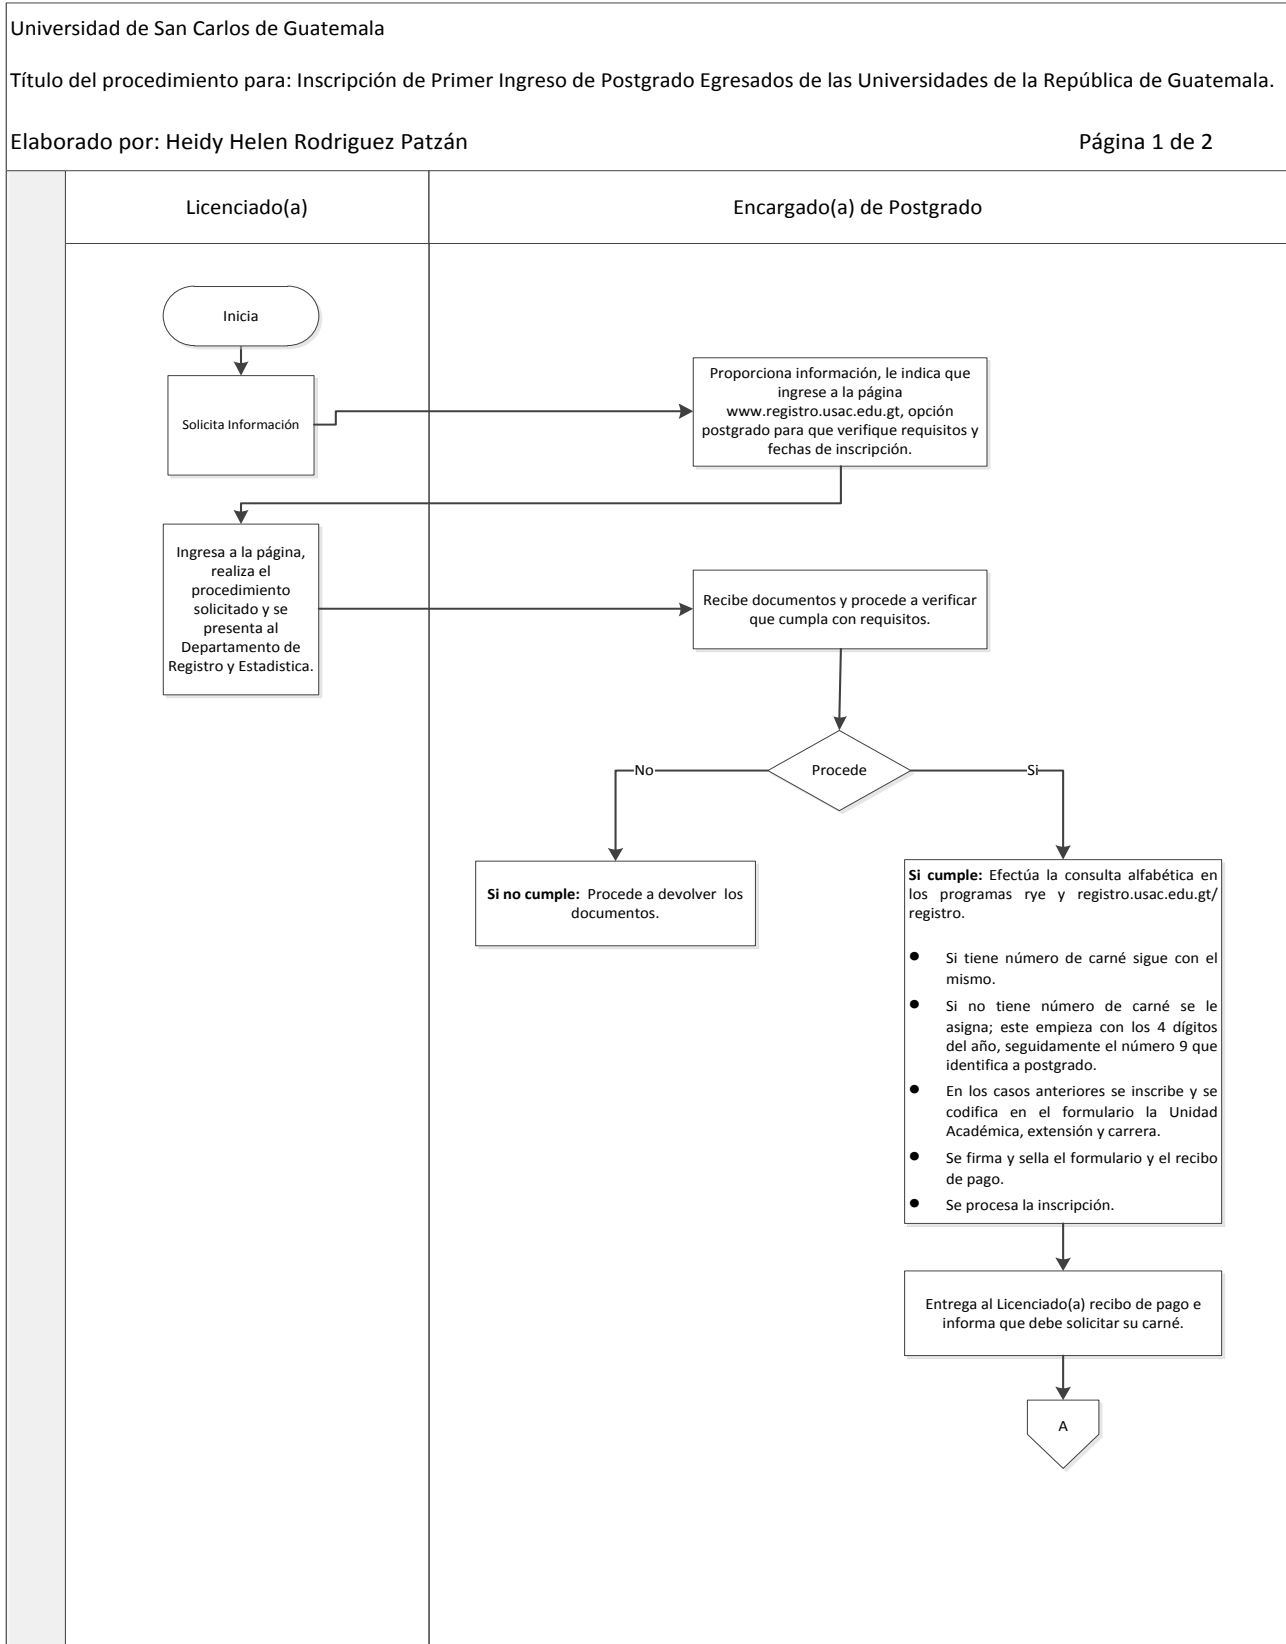 Universidad de San Carlos de Guatemala
Título del procedimiento para: Inscripción de Primer Ingreso de Postgrado Egresados de las Universidades de la República de Guatemala.
Elaborado por: Heidy Helen Rodriguez Patzán
Página 1 de 2
Licenciado(a)
Encargado(a) de Postgrado
Inicia
Solicita Información
Proporciona información, le indica que
ingrese a la página
www.registro.usac.edu.gt, opción
postgrado para que verifique requisitos y
fechas de inscripción.
Ingresa a la página,
realiza el
procedimiento
solicitado y se
presenta al
Departamento de
Registro y Estadistica.
Recibe documentos y procede a verificar
que cumpla con requisitos.
Procede
No
Si
Si no cumple: Procede a devolver los
documentos.
Si cumple: Efectúa la consulta alfabética en
los programas rye y registro.usac.edu.gt/
registro.
● Si tiene número de carné sigue con el
mismo.
● Si no tiene número de carné se le
asigna; este empieza con los 4 dígitos
del año, seguidamente el número 9 que
identifica a postgrado.
● En los casos anteriores se inscribe y se
codifica en el formulario la Unidad
Académica, extensión y carrera.
● Se firma y sella el formulario y el recibo
de pago.
● Se procesa la inscripción.
Entrega al Licenciado(a) recibo de pago e
informa que debe solicitar su carné.
A